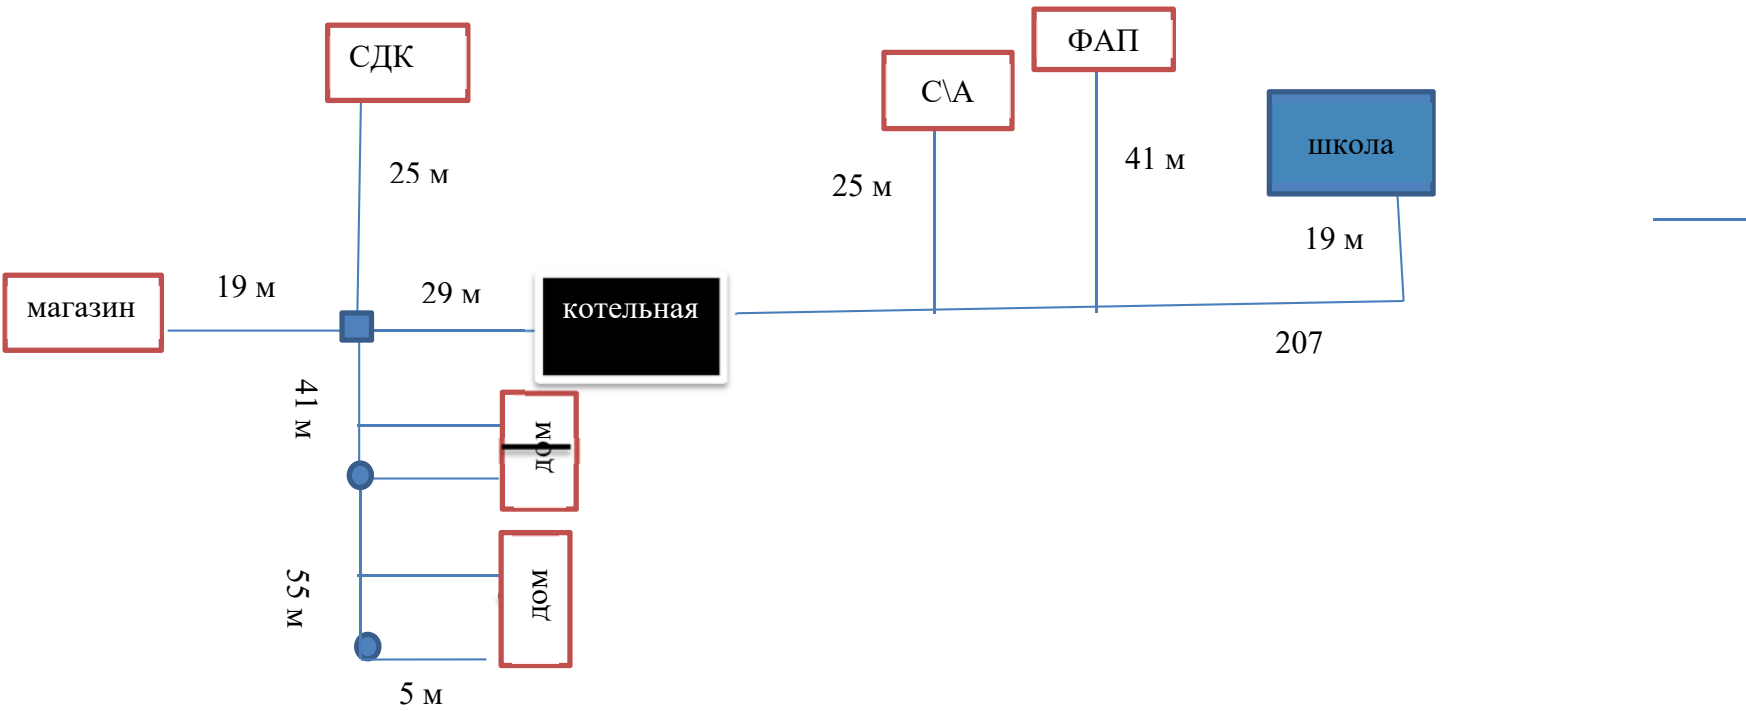 СДК
ФАП
С\А
школа
25 м
41 м
25 м
19 м
магазин
19 м
29 м
котельная
207
41 м
дом
55 м
дом
5 м